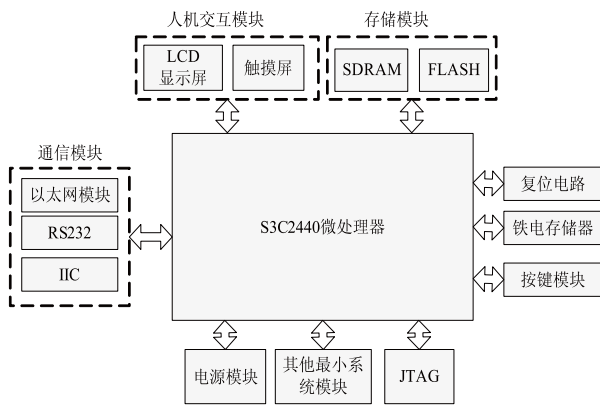 人机交互模块
存储模块
LCD
显示屏
触摸屏
SDRAM
FLASH
通信模块
以太网模块
RS232
IIC
S3C2440微处理器
复位电路
铁电存储器
按键模块
电源模块
其他最小系
统模块
JTAG